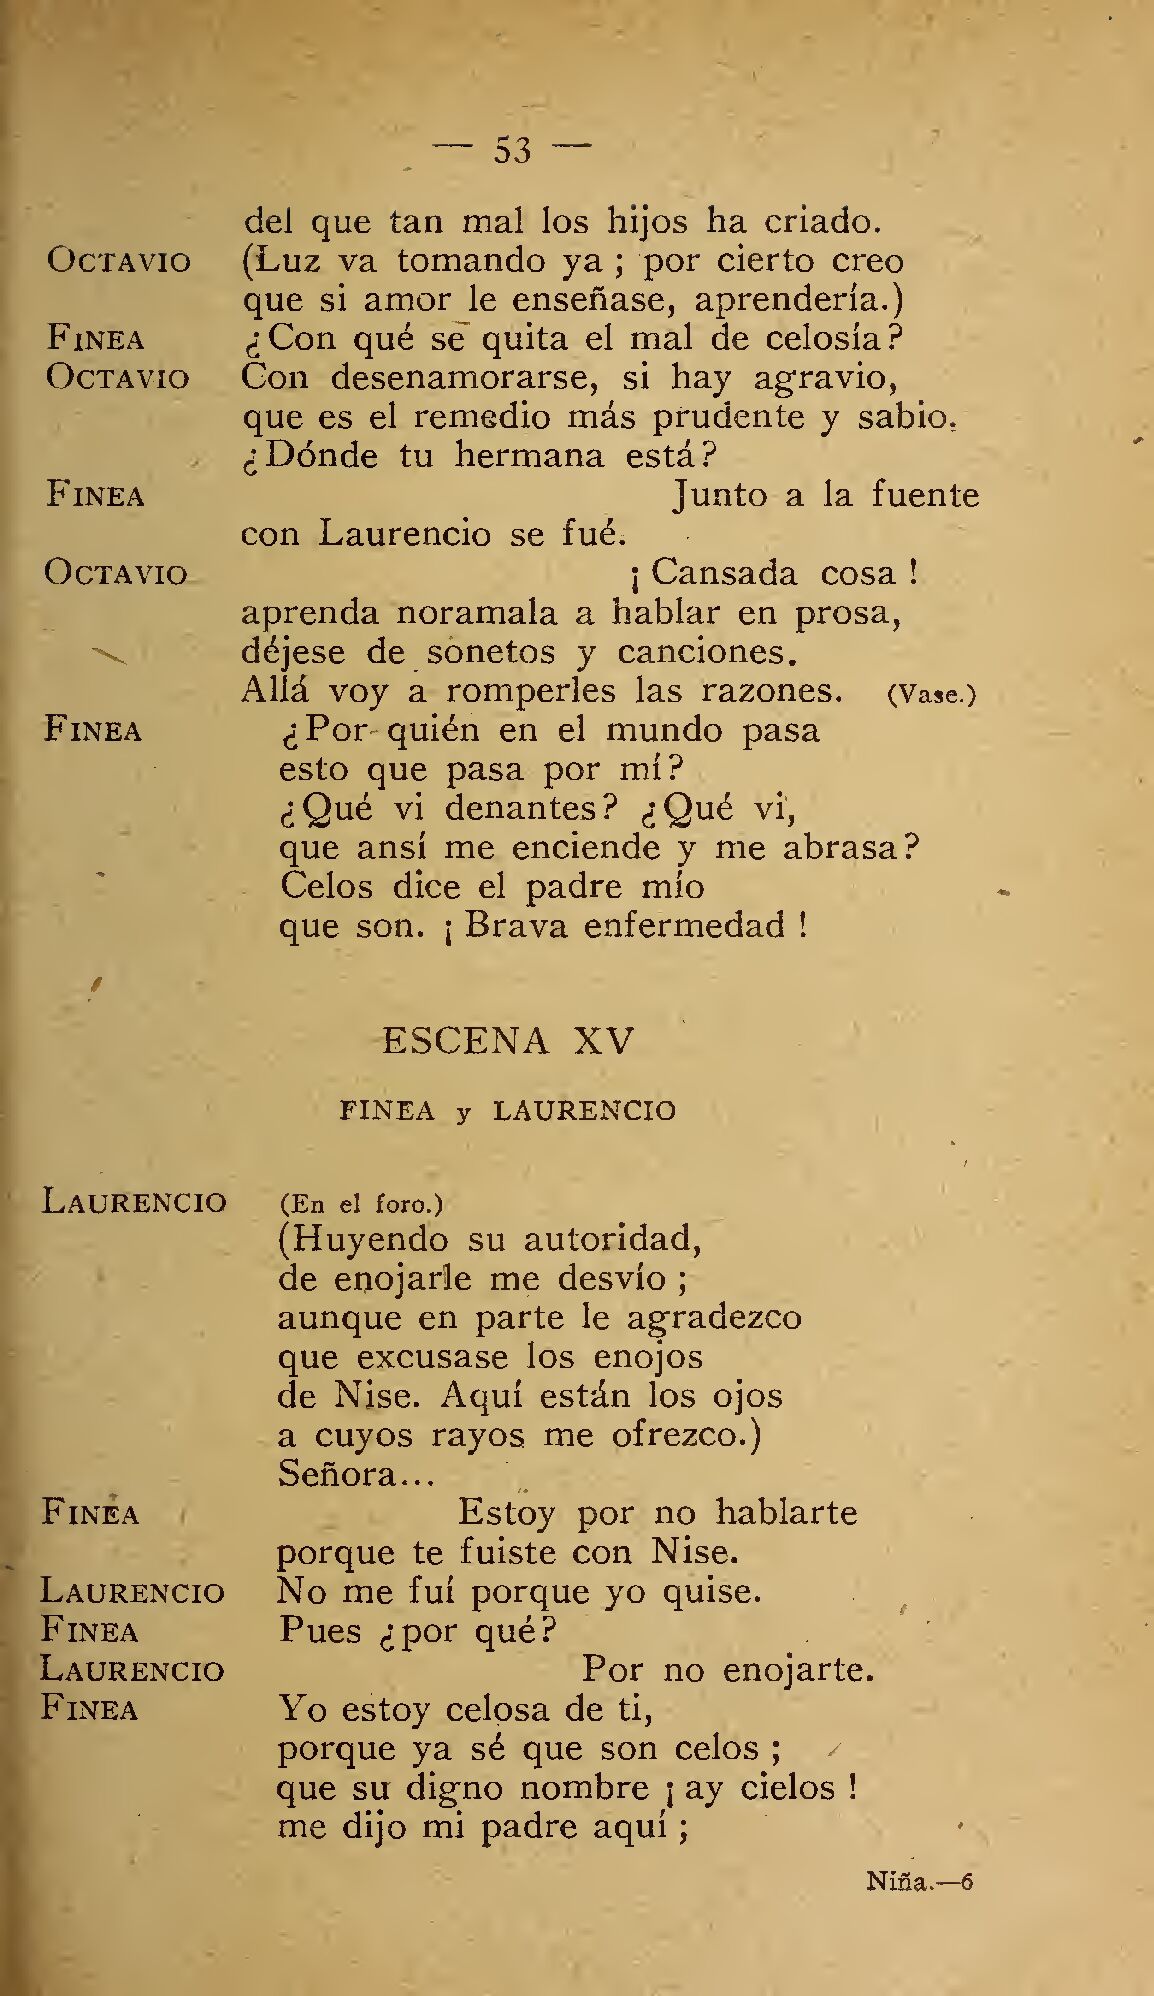 — 53 —
del que tan mal los hijos ha criado.
OCTAVIO (Luz va tomando ya ; por cierto creo
que si amor le enseñase, aprendería.)
FINEA ¿Con qué se quita el mal de celosía?
OCTAVIO Con desenamorarse, si hay agravio,
que es el remedio más prudente y sabio.
¿Dónde tu hermana está?
FINEA Junto a la fuente
con Laurencio se fué.
OCTAVIO ¡ Cansada cosa !
aprenda noramala a hablar en prosa,
déjese de sonetos y canciones.
Allá voy a romperles las razones. (Vase.)
FINEA ¿Por quién en el mundo pasa
esto que pasa por mí?
¿Qué vi denantes? ¿Qué vi,
que ansí me enciende y me abrasa?
Celos dice el padre mío
que son. ¡ Brava enfermedad !
ESCENA XV
FINEA y LAURENCIO
LAURENCIO (En el foro.)
(Huyendo su autoridad,
de enojarle me desvío ;
aunque en parte le agradezco
que excusase los enojos
de Nise. Aquí están los ojos
a cuyos rayos me ofrezco.)
Señora...
FINEA Estoy por no hablarte
porque te fuiste con Nise.
LAURENCIO No me fuí porque yo quise.
FINEA Pues ¿por qué?
LAURENCIO Por no enojarte.
FINEA Yo estoy celosa de ti,
porque ya sé que son celos ;
que su digno nombre ¡ ay cielos !
me dijo mi padre aquí ;
Niña.—6